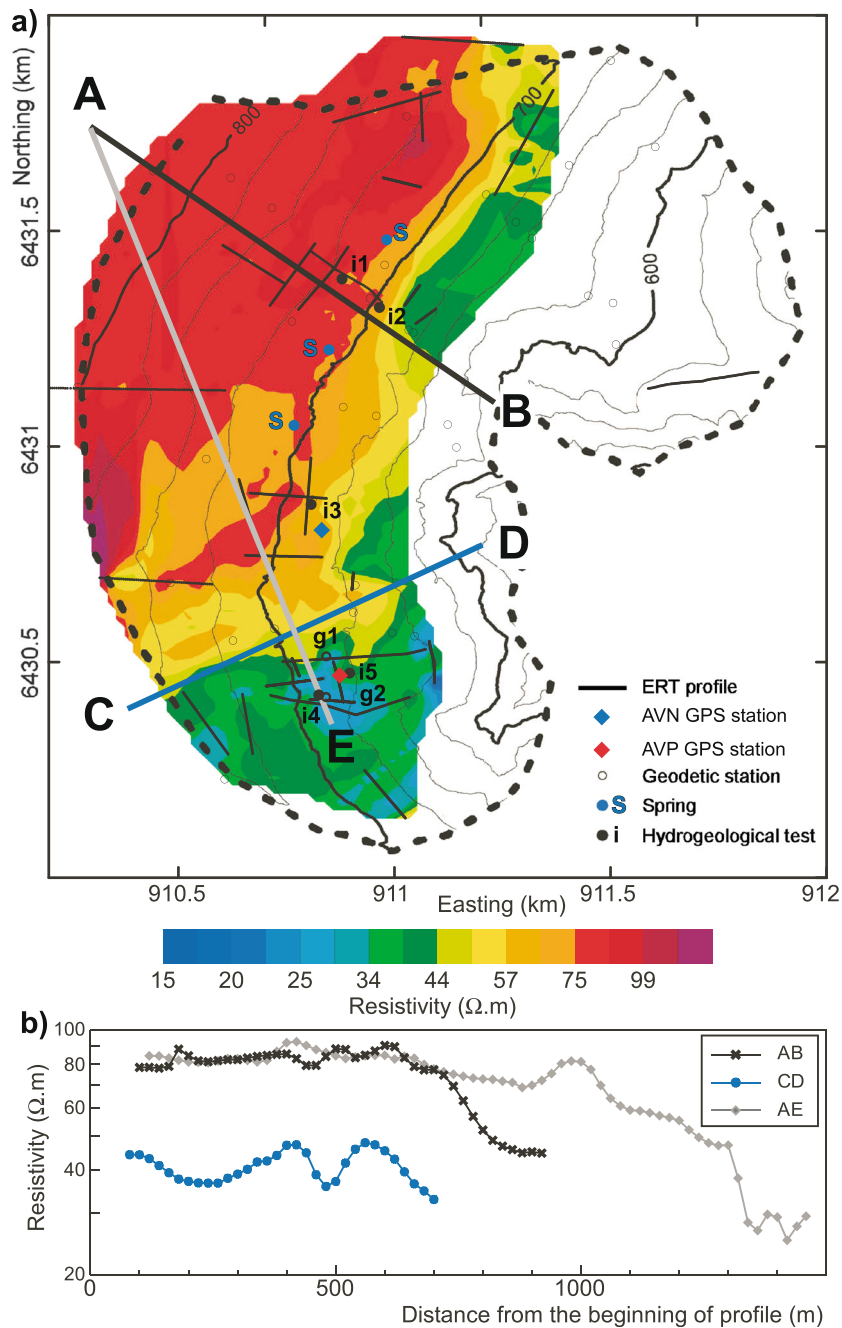 a)
A
800
700
600
S
i1
i2
S
B
S
i3
D
g1
i5
g2
C
i4
E
Northing (km)
6431.5
6431
6430.5
ERT profile
AVN GPS station
AVP GPS station
Geodetic station
S Spring
i Hydrogeological test
910.5 911 911.5 912
Easting (km)
15 20 25 34 44 57 75 99
Resistivity (Ω.m)
b)
100
80
60
40
20
Resistivity (Ω.m)
AB
CD
AE
0 500 1000
Distance from the beginning of profile (m)